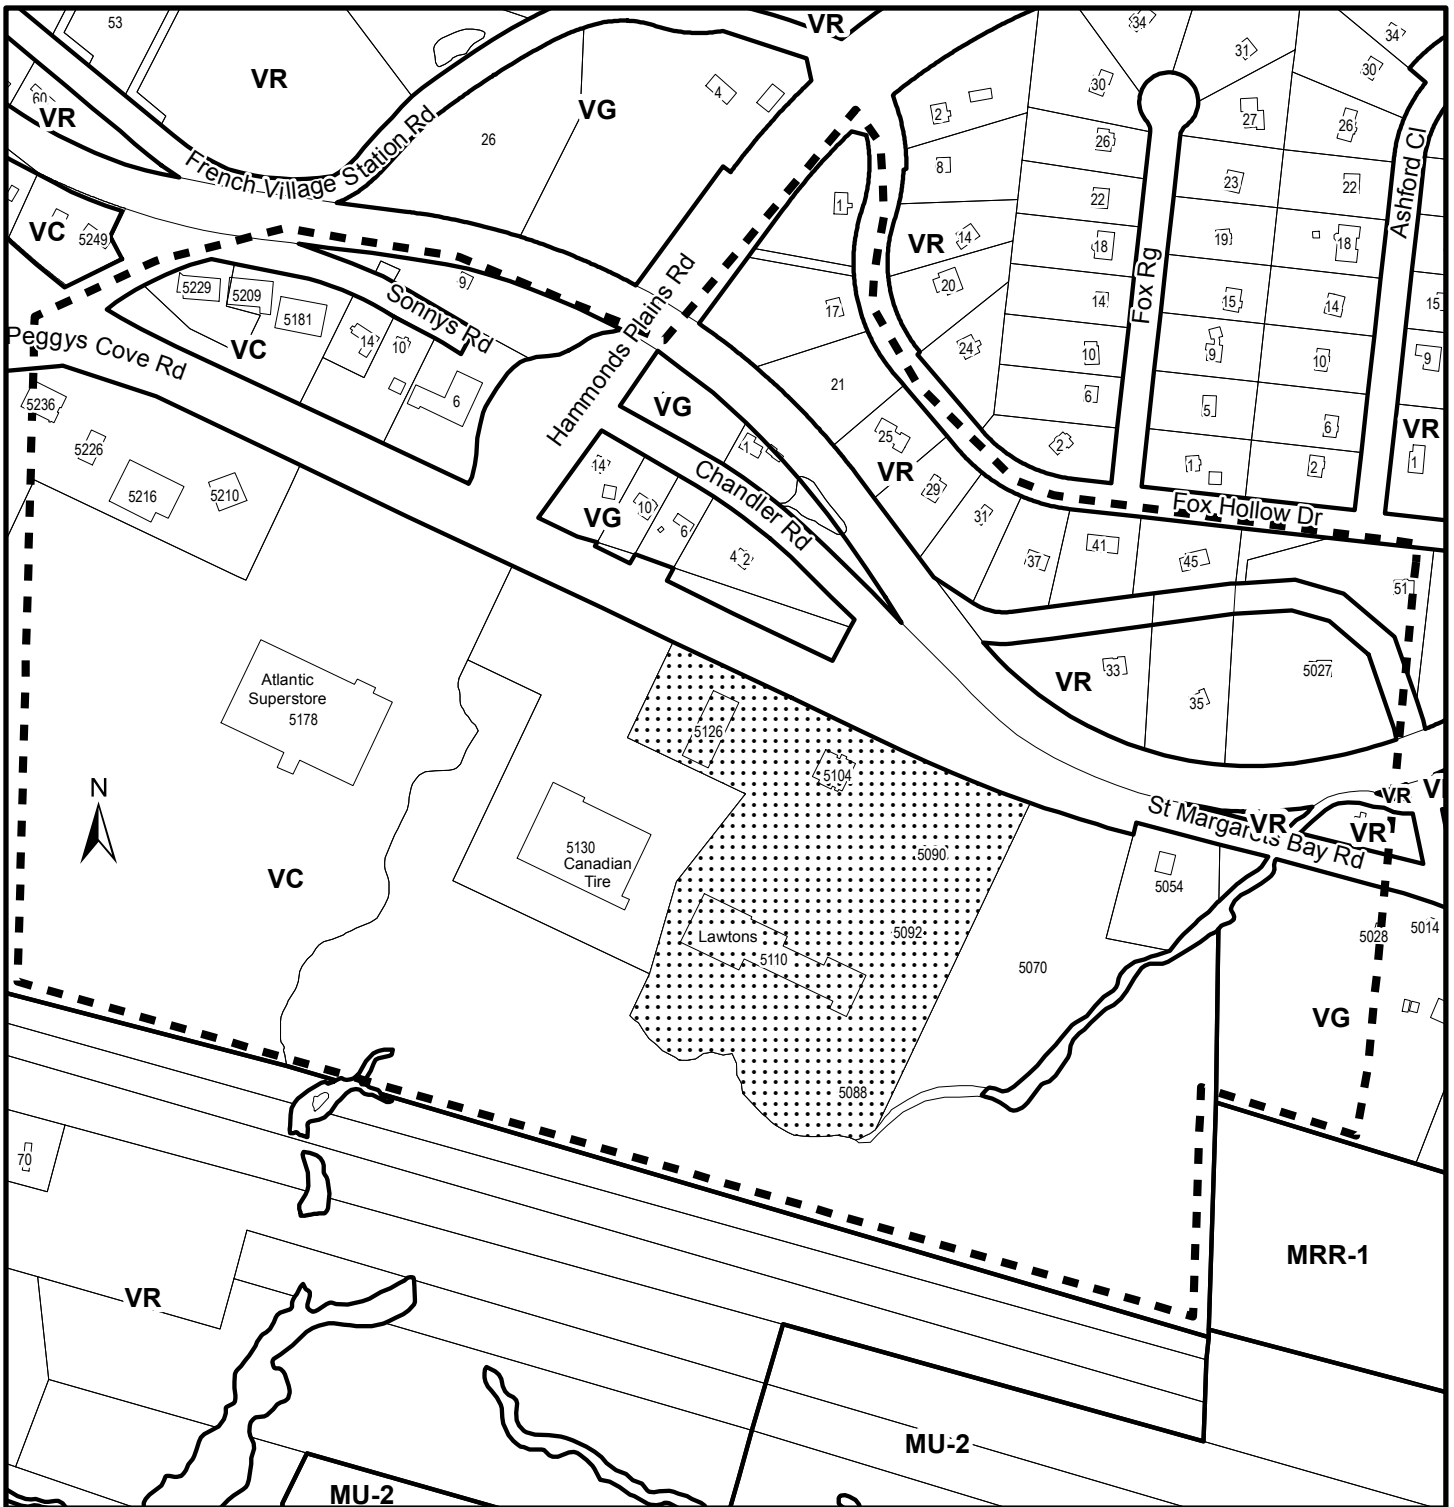 53
VR
34
34
VR
4
VG
30
31
30
60
VR
French Village Station Rd
26
2
26
27
26
8
23
22
22
Ashford Cl
1
VC
5249
VR
14
18
19
18
9
5229
5209
5181
Sonnys Rd
Hammonds Plains Rd
20
Fox Rg
14
15
14
15
17
Peggys Cove Rd
VC
14
10
24
10
9
10
9
5236
6
21
6
5
6
VG
5226
25
VR
2
1
2
VR
1
1
5216
5210
14
10
VG
6
Chandler Rd
29
31
Fox Hollow Dr
4
2
37
41
45
51
VR
33
35
5027
Atlantic
Superstore
5178
5126
5104
N
VR
St Margarets Bay Rd
VR
VR
5130
Canadian
Tire
5090
5054
VC
Lawtons
5110
5092
5070
5028
5014
VG
5088
70
VR
MRR-1
MU-2
MU-2